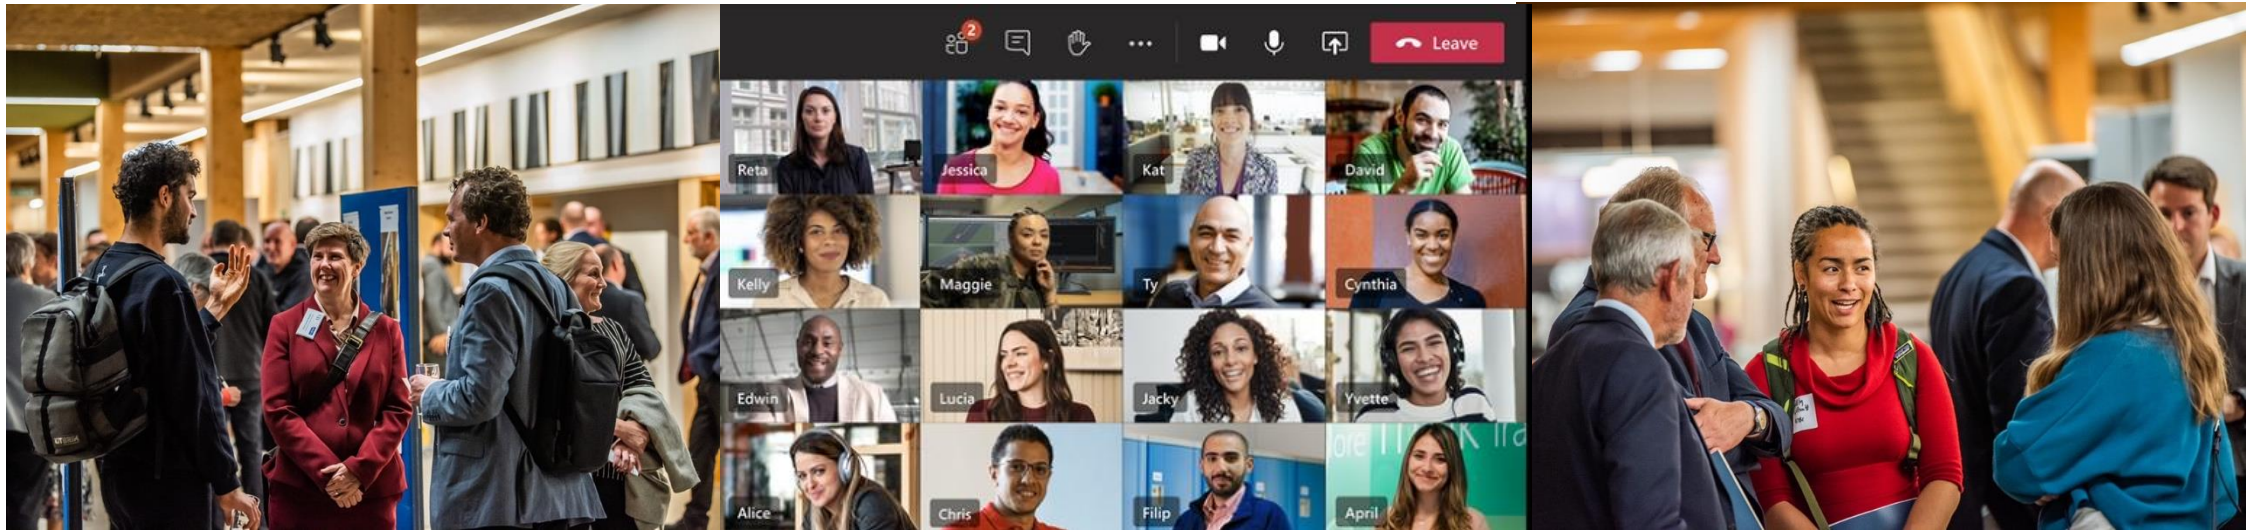 2
Leave
Reta
Jessica
Kat
David
Kelly
Maggie
Ty
Cynthia
Edwin
Lucia
Jacky
Yvette
Alice
Chris
Filip
April